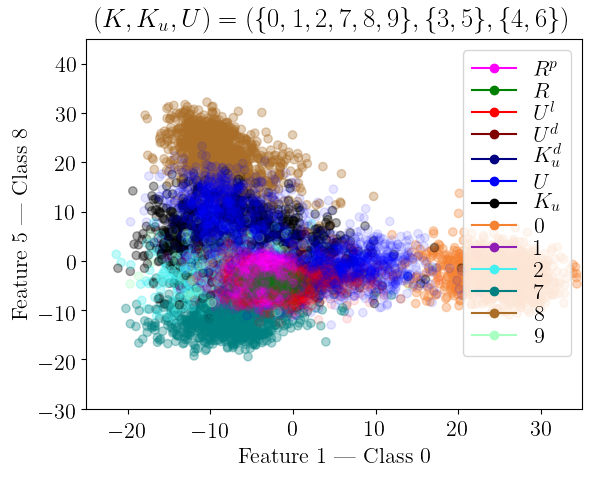 (K, K_u, U) = ({0, 1, 2, 7, 8, 9}, {3, 5}, {4, 6})
40
30
20
10
0
−10
−20
−30
Feature 5 — Class 8
R^p
R
U^l
U^d
K_u^d
U
K_u
0
1
2
7
8
9
−20 −10 0 10 20 30
Feature 1 — Class 0